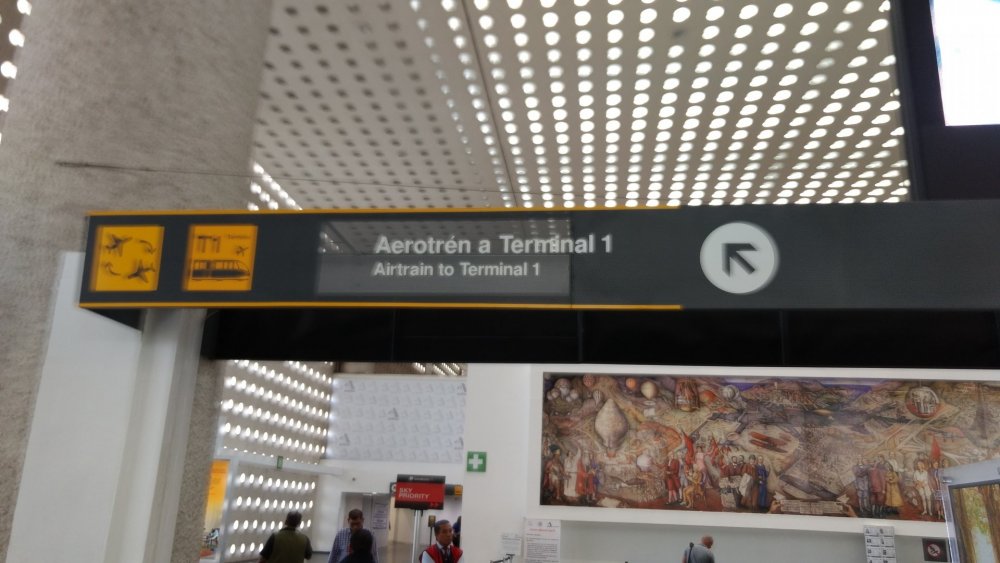 T1
Aerotrén a Terminal 1
Airtrain to Terminal 1
SKY
PRIORITY